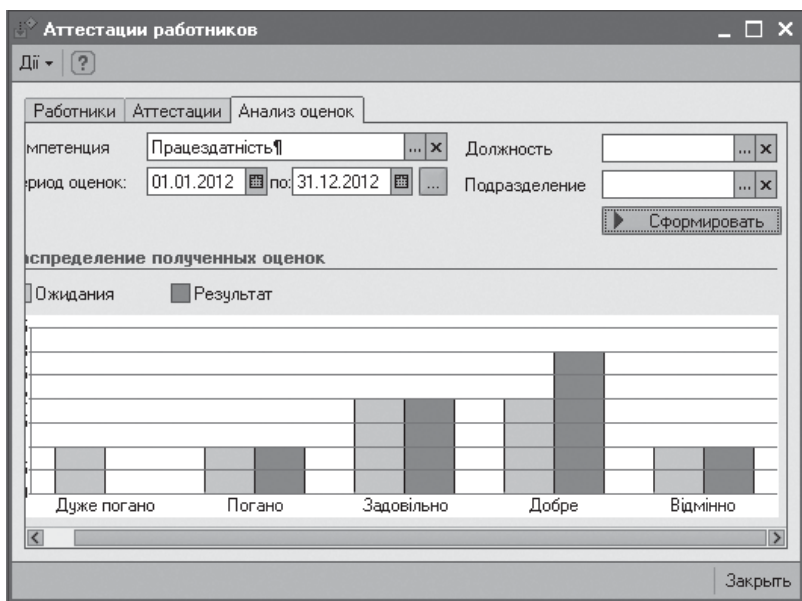 Аттестации работников
Дії
?
Работники Аттестации Анализ оценок
мпетенция Працездатність¶ ... × Должность ... ×
риод оценок: 01.01.2012 по: 31.12.2012 ... Подразделение ... ×
Сформировать
аспределение полученных оценок
Ожидания Результат
Дуже погано Погано Задовільно Добре Відмінно
Закрыть